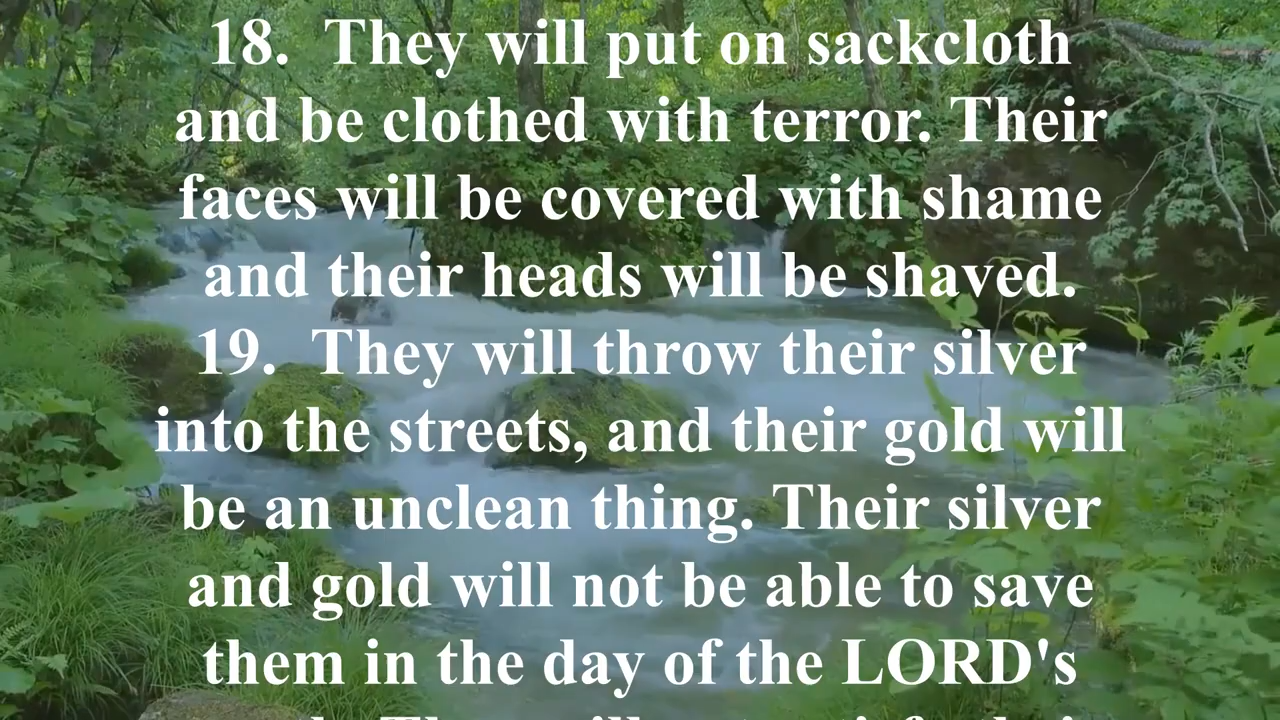 18.  They will put on sackcloth
and be clothed with terror. Their
faces will be covered with shame
and their heads will be shaved.
19.  They will throw their silver
into the streets, and their gold will
be an unclean thing. Their silver
and gold will not be able to save
them in the day of the LORD's